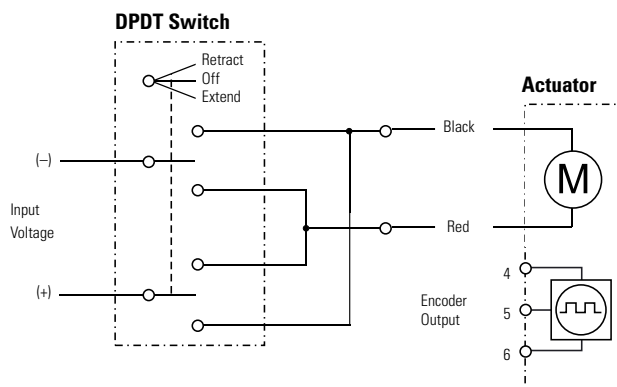 DPDT Switch
Retract
Off
Extend
Actuator
(–)
Black
M
Input
Voltage
Red
(+)
Encoder
Output
4
5
6